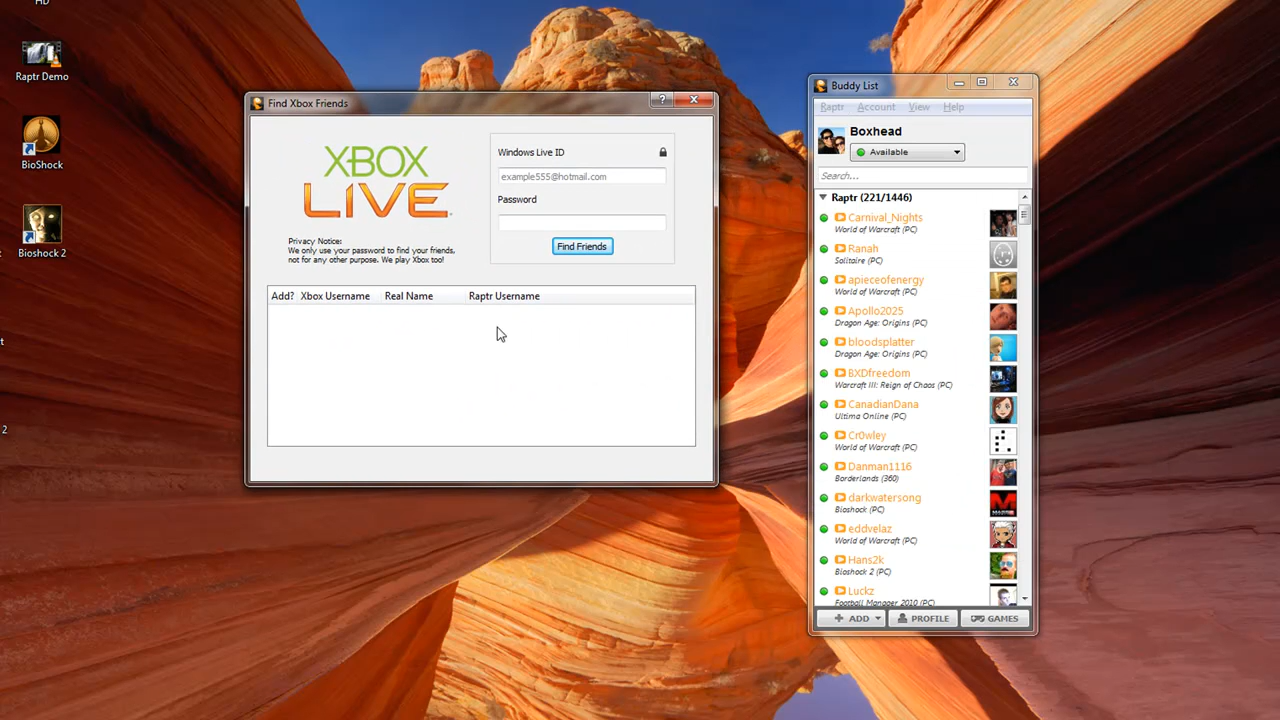 HD
Raptr Demo
BioShock
Bioshock 2
t
2
Find Xbox Friends
?
XBOX
LIVE
Privacy Notice:
We only use your password to find your friends,
not for any other purpose. We play Xbox too!
Windows Live ID
example555@hotmail.com
Password
Find Friends
Add? Xbox Username Real Name Raptr Username
Buddy List
Raptr Account View Help
Boxhead
Available
Search...
Raptr (221/1446)
Carnival_Nights
World of Warcraft (PC)
Ranah
Solitaire (PC)
apieceofenergy
World of Warcraft (PC)
Apollo2025
Dragon Age: Origins (PC)
bloodsplatter
Dragon Age: Origins (PC)
BXDfreedom
Warcraft III: Reign of Chaos (PC)
CanadianDana
Ultima Online (PC)
Cr0wley
World of Warcraft (PC)
Danman1116
Borderlands (360)
darkwatersong
Bioshock (PC)
eddvelaz
World of Warcraft (PC)
Hans2k
Bioshock 2 (PC)
Luckz
Football Manager 2010 (PC)
ADD PROFILE GAMES